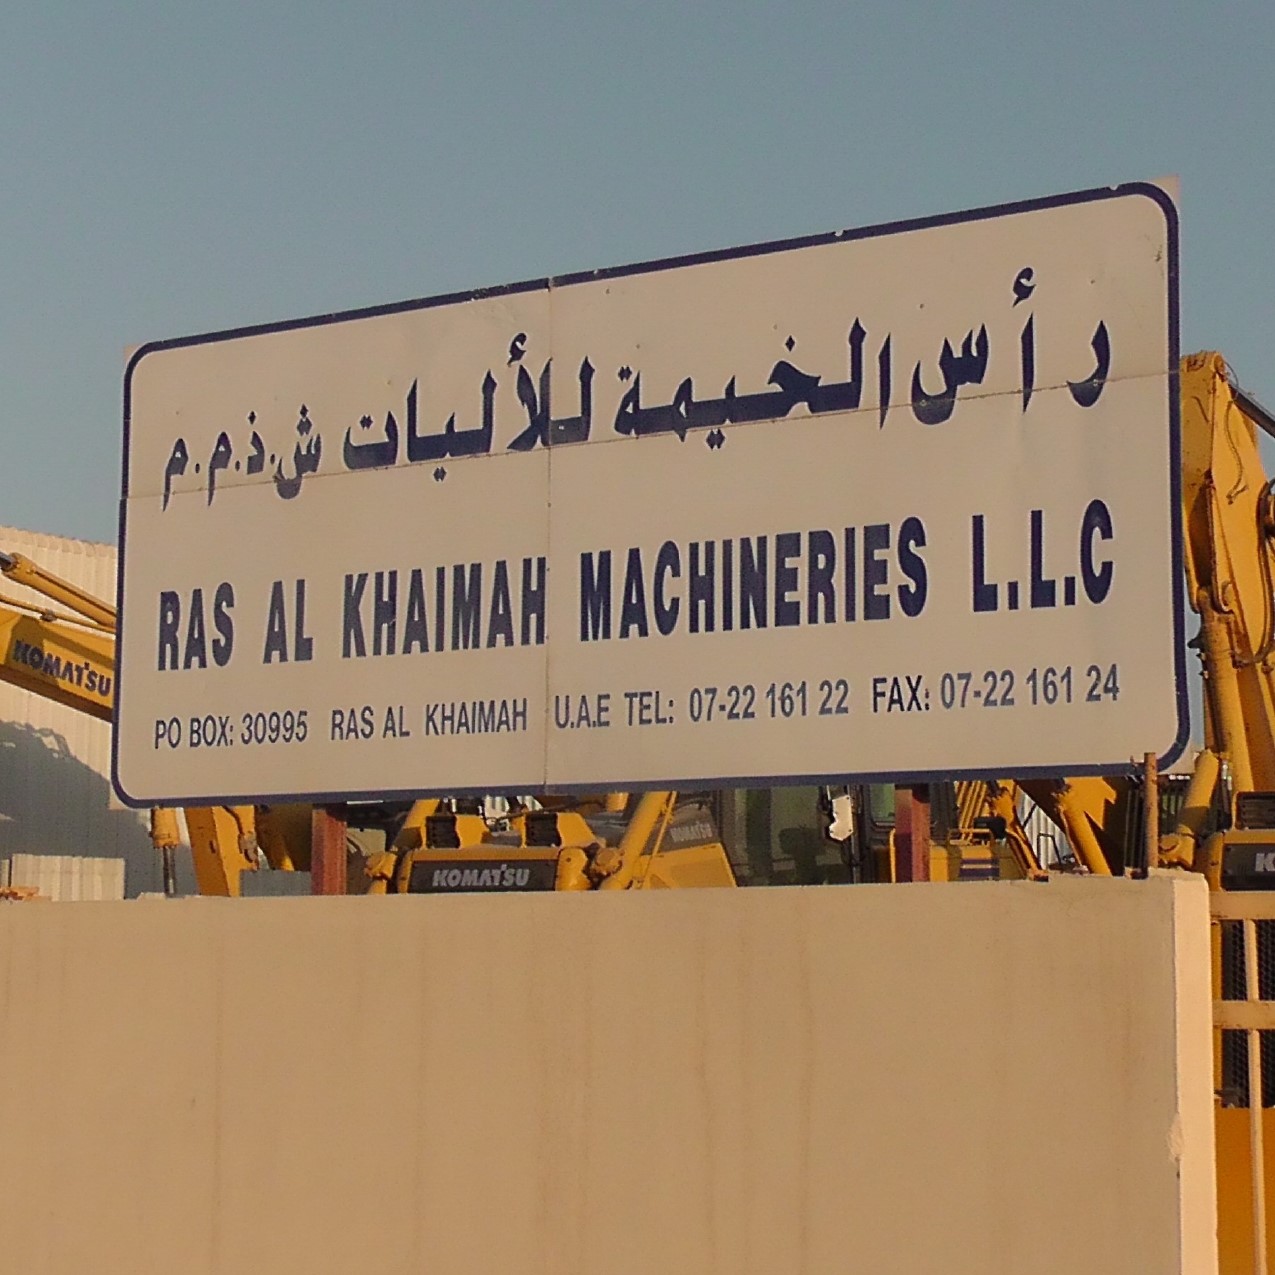 رأس الخيمة للأليات ش.ذ.م.م
RAS AL KHAIMAH MACHINERIES L.L.C
PO BOX: 30995 RAS AL KHAIMAH U.A.E TEL: 07-22 161 22 FAX: 07-22 161 24
KOMATSU
KOMATSU
KOMATSU